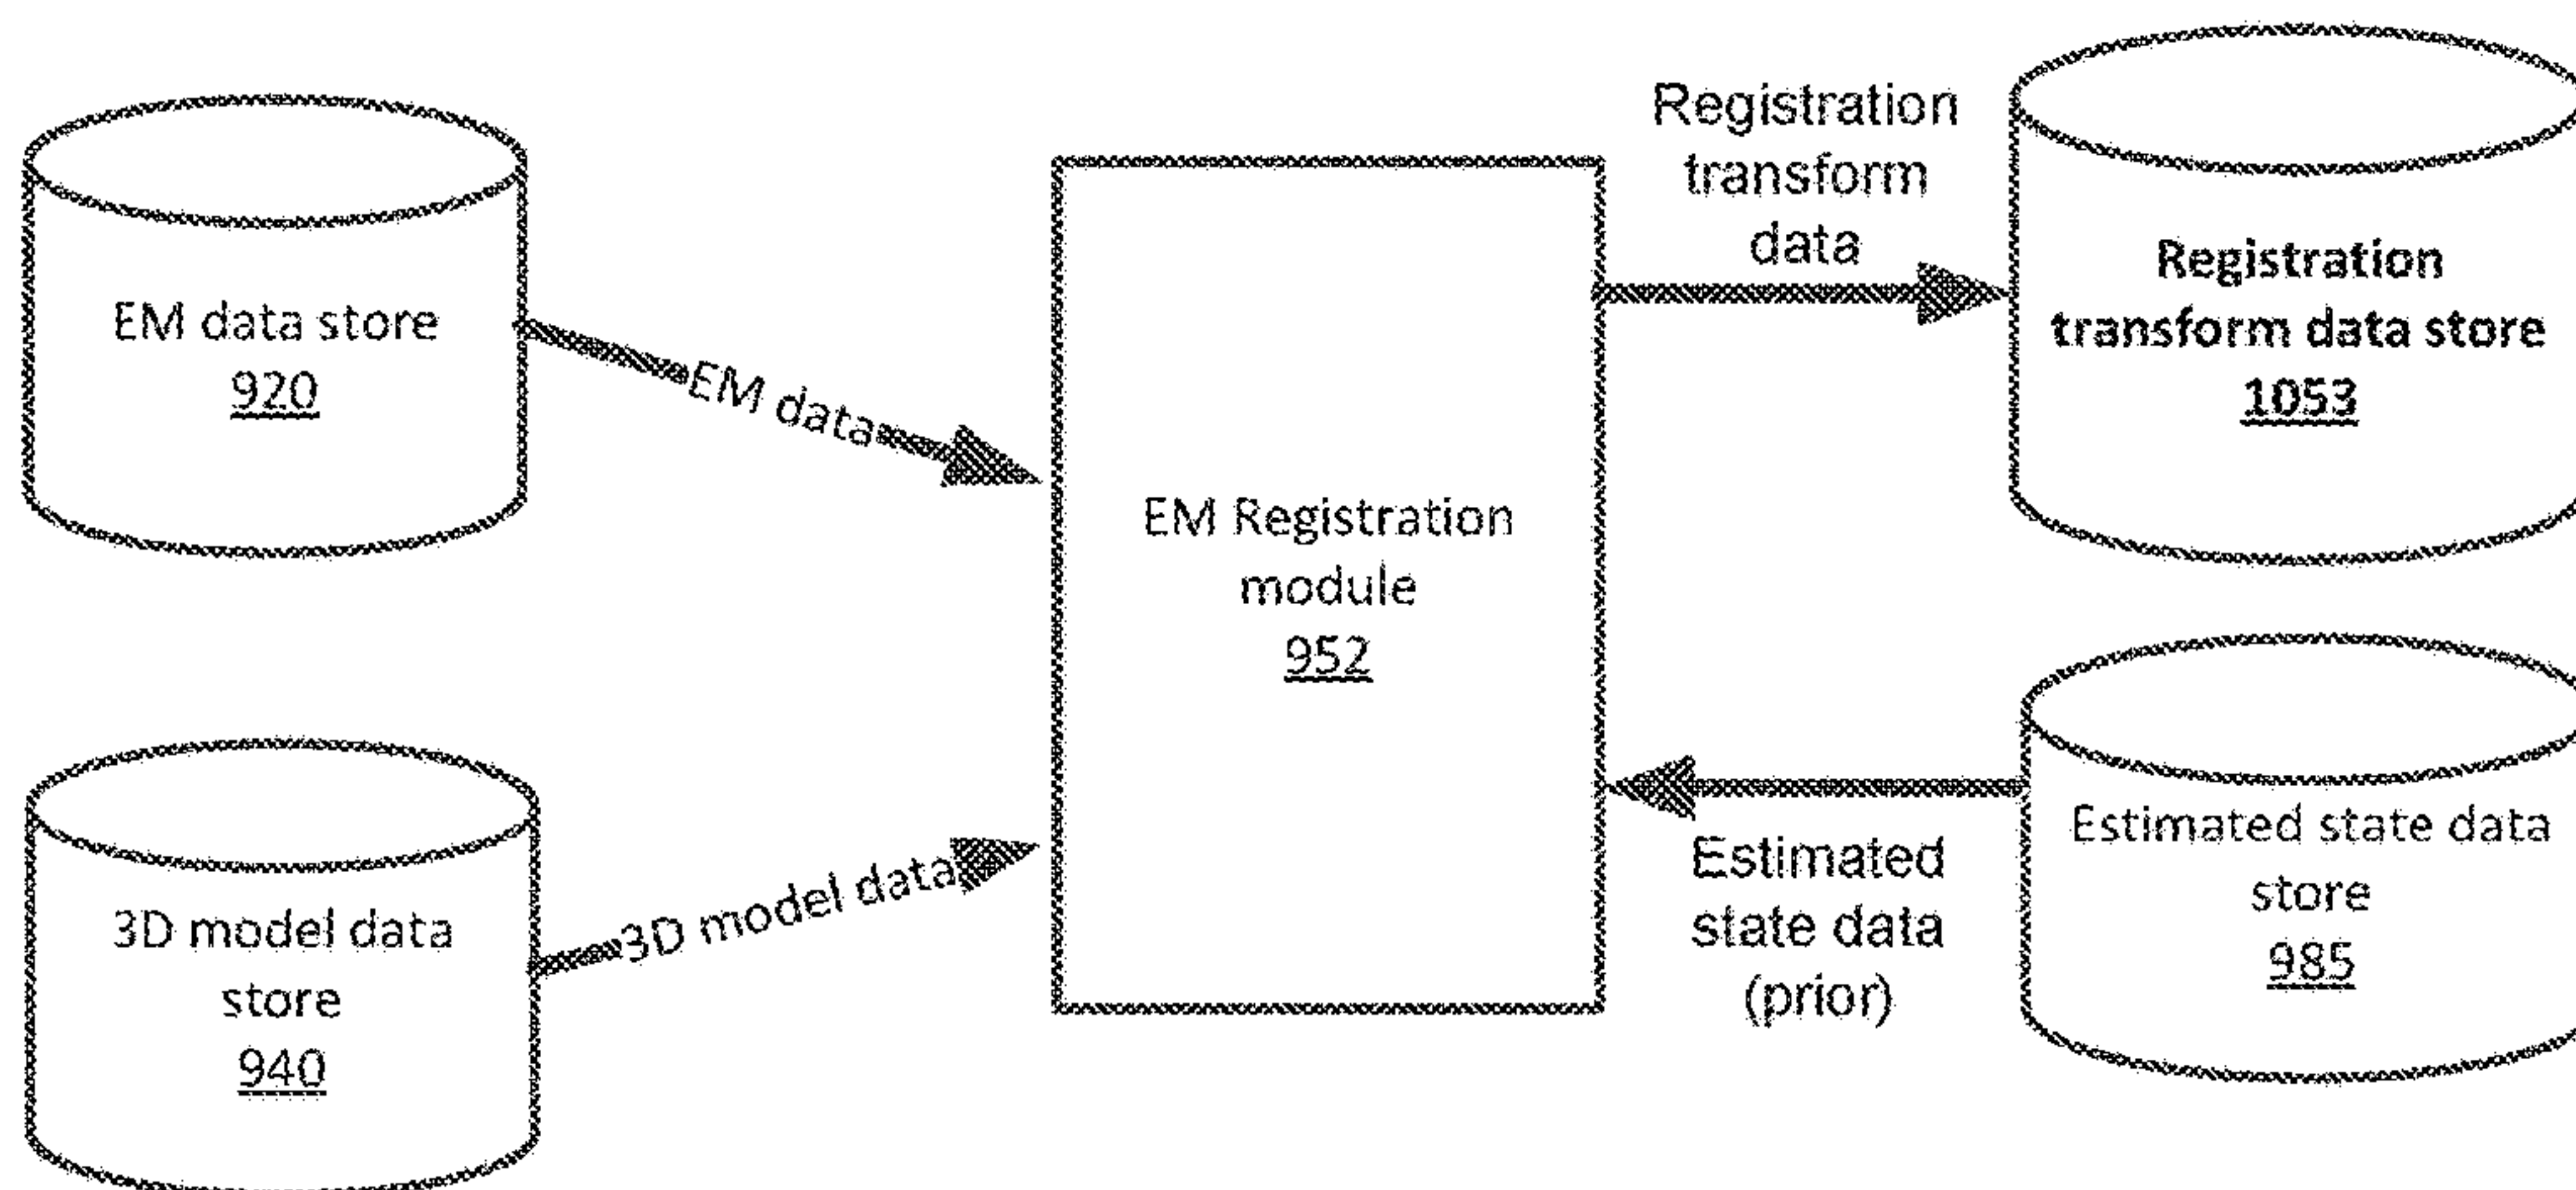 EM data store
920
EM data
3D model data
store
940
3D model data
EM Registration
module
952
Registration
transform
data
Registration
transform data store
1053
Estimated
state data
(prior)
Estimated state data
store
985